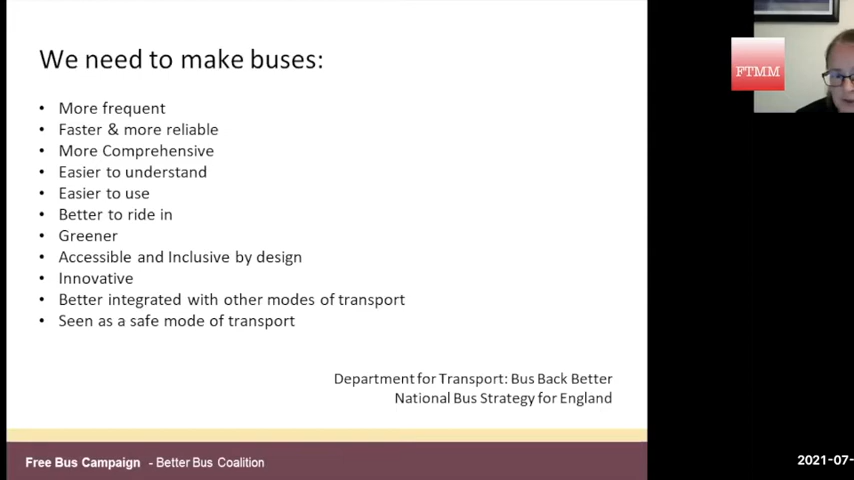 We need to make buses:
• More frequent
• Faster & more reliable
• More Comprehensive
• Easier to understand
• Easier to use
• Better to ride in
• Greener
• Accessible and Inclusive by design
• Innovative
• Better integrated with other modes of transport
• Seen as a safe mode of transport
Department for Transport: Bus Back Better
National Bus Strategy for England
Free Bus Campaign - Better Bus Coalition
FTMM
2021-07-